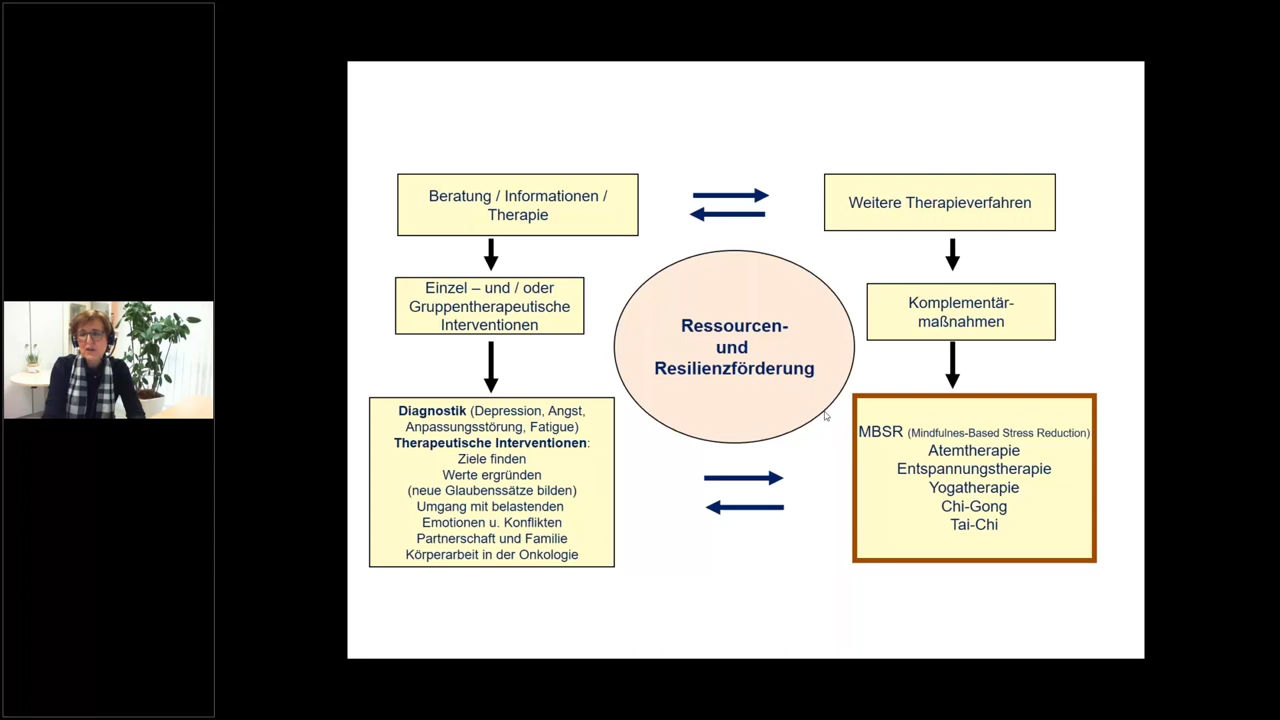 Beratung / Informationen /
Therapie
Weitere Therapieverfahren
Einzel – und / oder
Gruppentherapeutische
Interventionen
Ressourcen-
und
Resilienzförderung
Komplementär-
maßnahmen
Diagnostik (Depression, Angst,
Anpassungsstörung, Fatigue)
Therapeutische Interventionen:
Ziele finden
Werte ergründen
(neue Glaubenssätze bilden)
Umgang mit belastenden
Emotionen u. Konflikten
Partnerschaft und Familie
Körperarbeit in der Onkologie
MBSR (Mindfulnes-Based Stress Reduction)
Atemtherapie
Entspannungstherapie
Yogatherapie
Chi-Gong
Tai-Chi